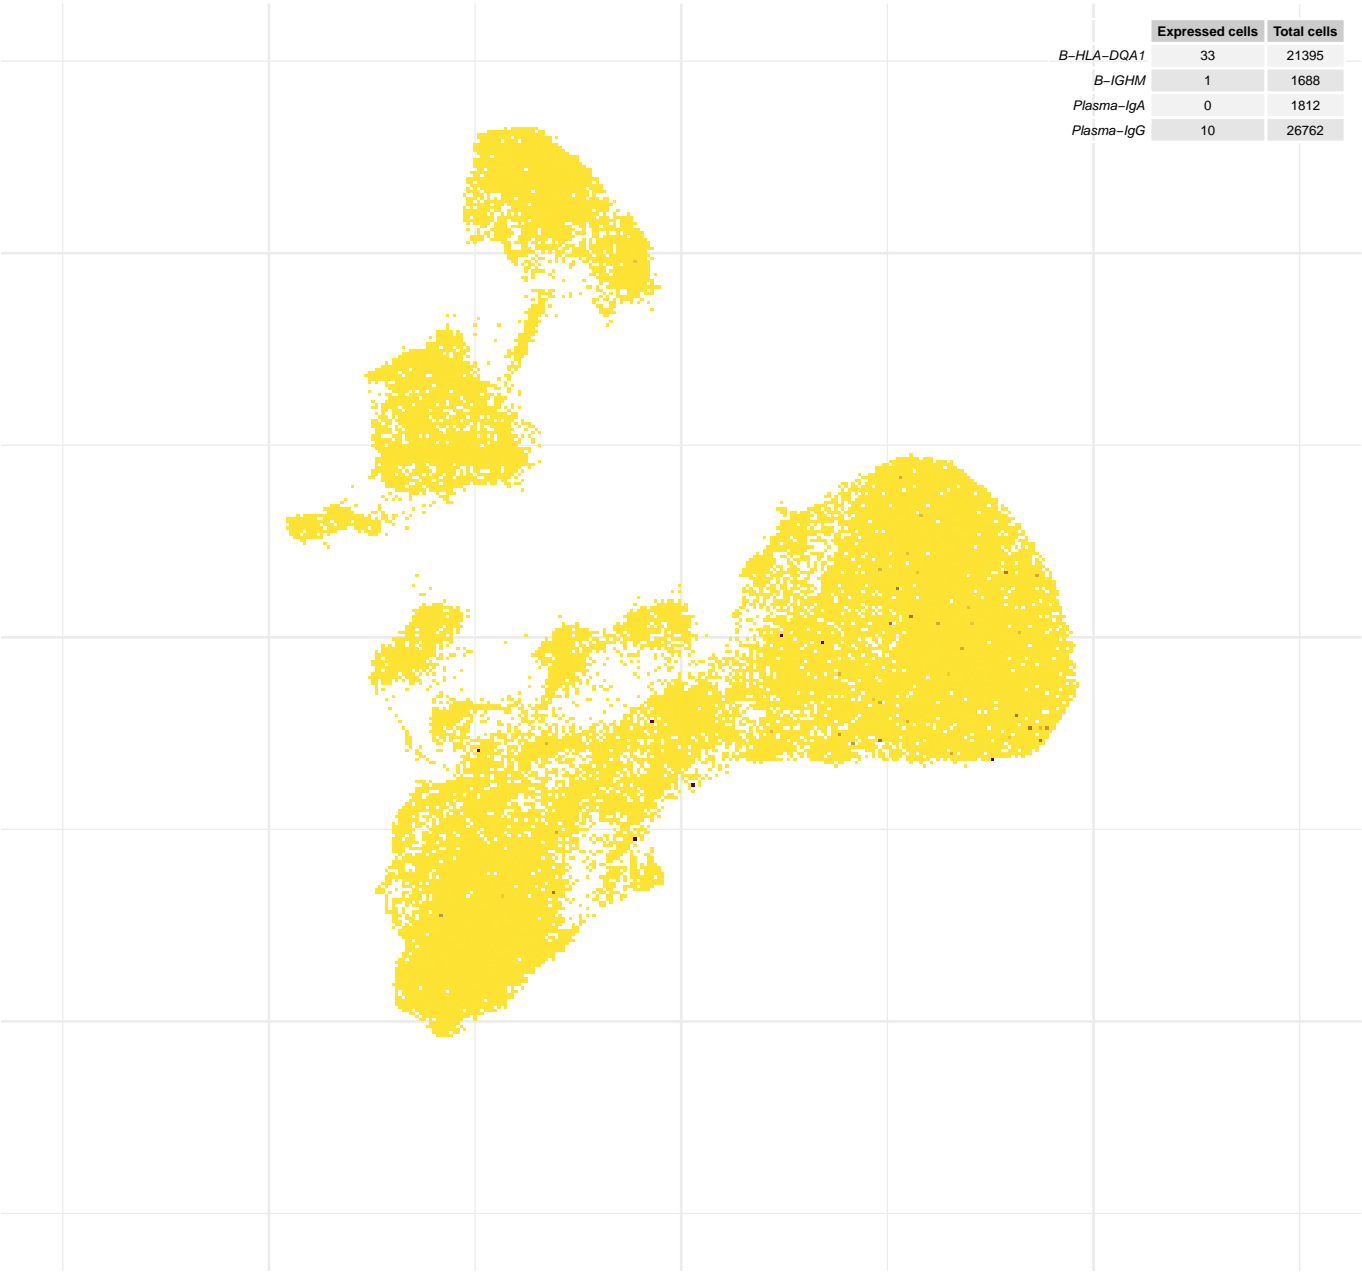 Expressed cells Total cells
B−HLA−DQA1 33 21395
B−IGHM 1 1688
Plasma−IgA 0 1812
Plasma−IgG 10 26762